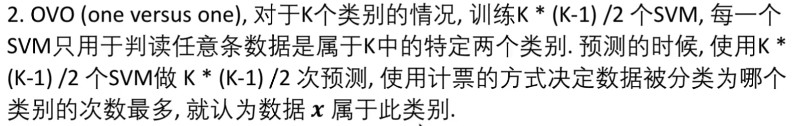 2. OVO (one versus one), 对于K个类别的情况, 训练K * (K-1) /2 个SVM, 每一个
SVM只用于判读任意条数据是属于K中的特定两个类别. 预测的时候, 使用K *
(K-1) /2 个SVM做 K * (K-1) /2 次预测, 使用计票的方式决定数据被分类为哪个
类别的次数最多, 就认为数据 x 属于此类别.